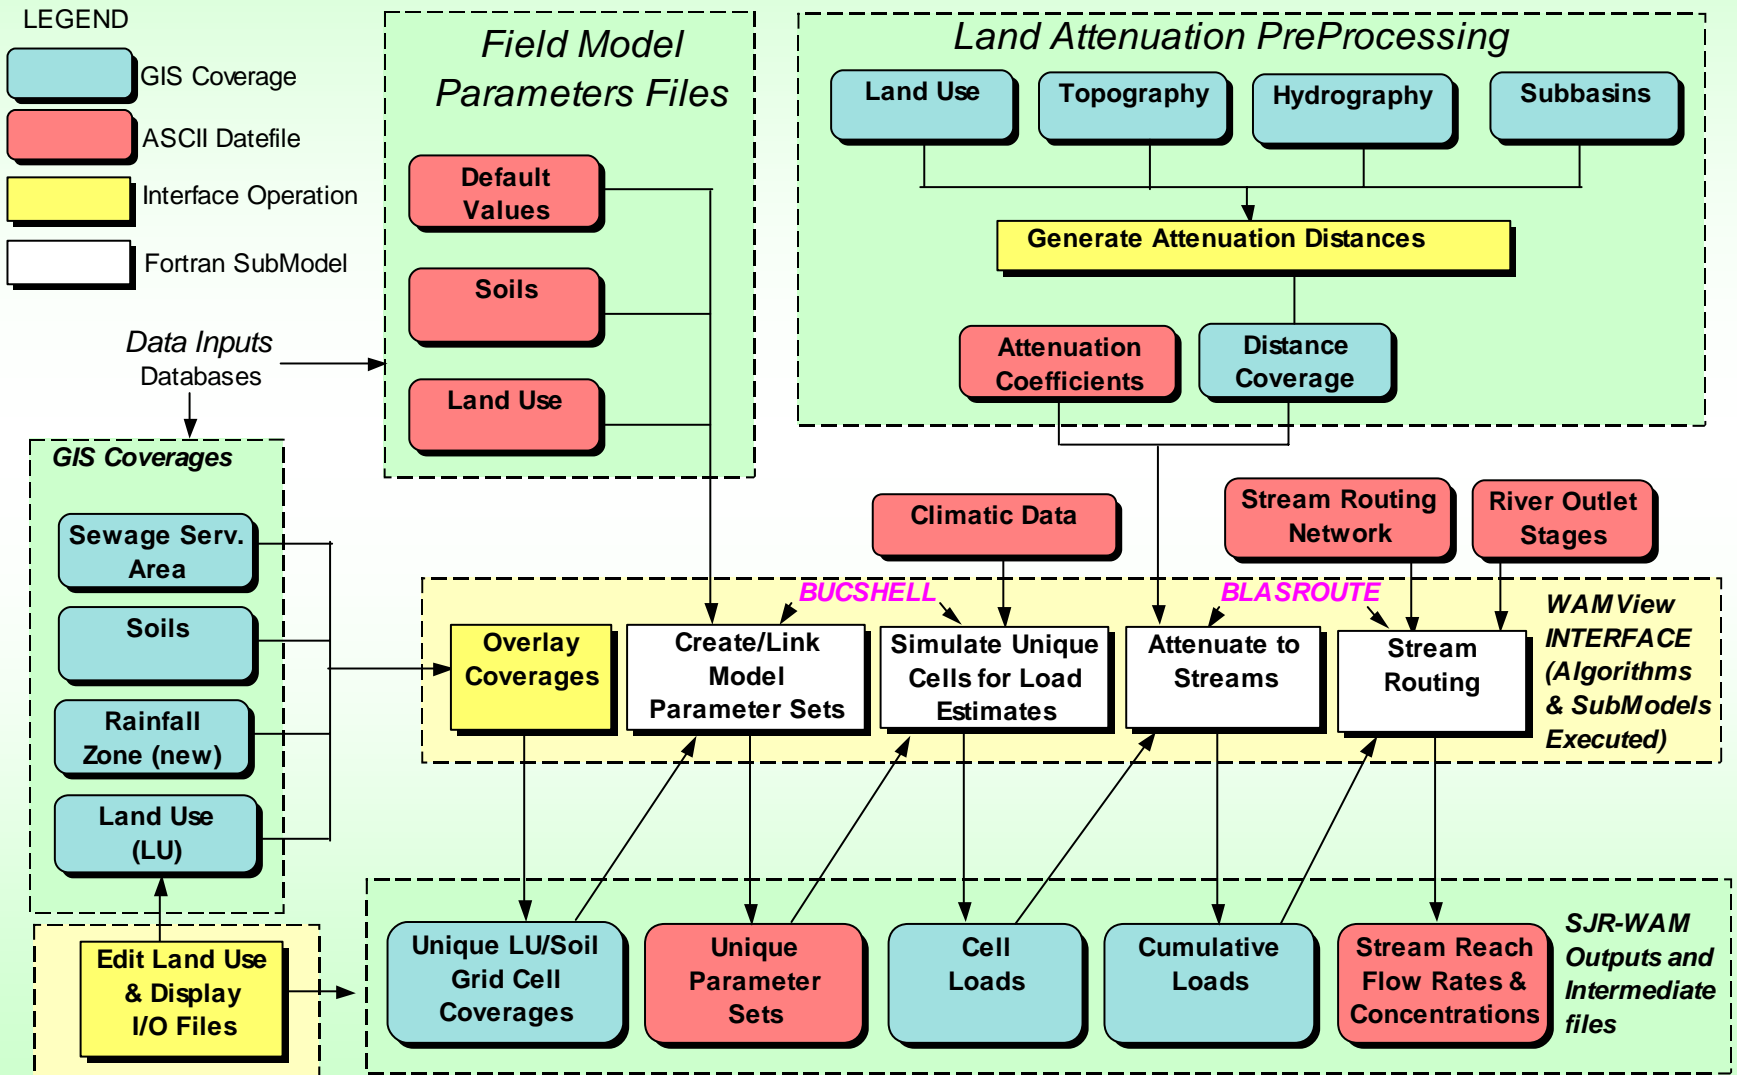 LEGEND
GIS Coverage
ASCII Datefile
Interface Operation
Fortran SubModel
Data Inputs
Databases
Field Model
Parameters Files
Default
Values
Soils
Land Use
Land Attenuation PreProcessing
Land Use
Topography
Hydrography
Subbasins
Generate Attenuation Distances
Attenuation
Coefficients
Distance
Coverage
GIS Coverages
Sewage Serv.
Area
Soils
Rainfall
Zone (new)
Land Use
(LU)
Climatic Data
Stream Routing
Network
River Outlet
Stages
BUCSHELL
BLASROUTE
Overlay
Coverages
Create/Link
Model
Parameter Sets
Simulate Unique
Cells for Load
Estimates
Attenuate to
Streams
Stream
Routing
WAMView
INTERFACE
(Algorithms
& SubModels
Executed)
Edit Land Use
& Display
I/O Files
Unique LU/Soil
Grid Cell
Coverages
Unique
Parameter
Sets
Cell
Loads
Cumulative
Loads
Stream Reach
Flow Rates &
Concentrations
SJR-WAM
Outputs and
Intermediate
files